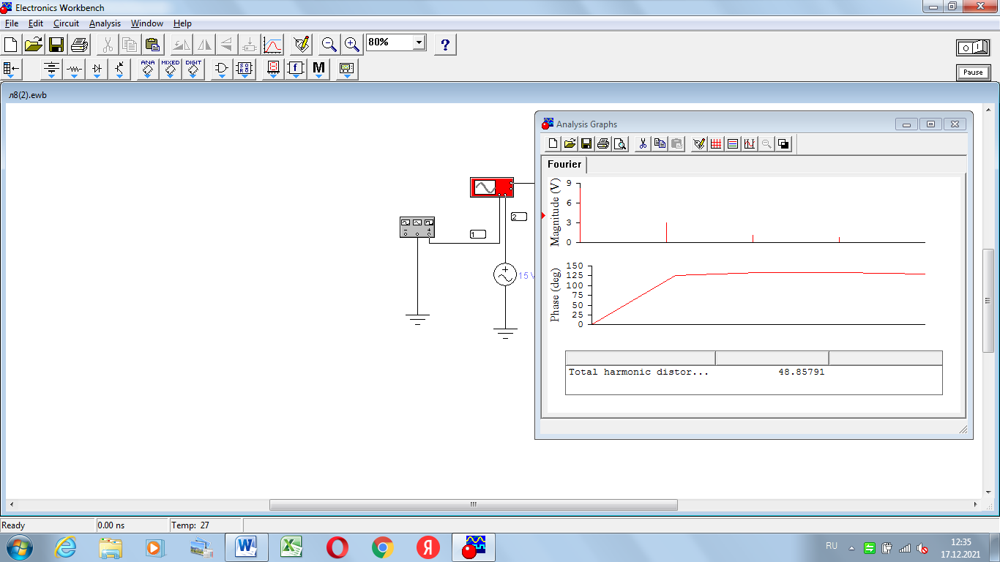 Electronics Workbench
File Edit Circuit Analysis Window Help
80%
?
ANA MIXED DIGIT
f M
O I
Pause
л8(2).ewb
Analysis Graphs
Fourier
Magnitude (V)
9
6
3
0
Phase (deg)
150
125
100
75
50
25
0
Total harmonic distor... 48.85791
2
1
15 V
Ready 0.00 ns Temp: 27
RU
12:35
17.12.2021